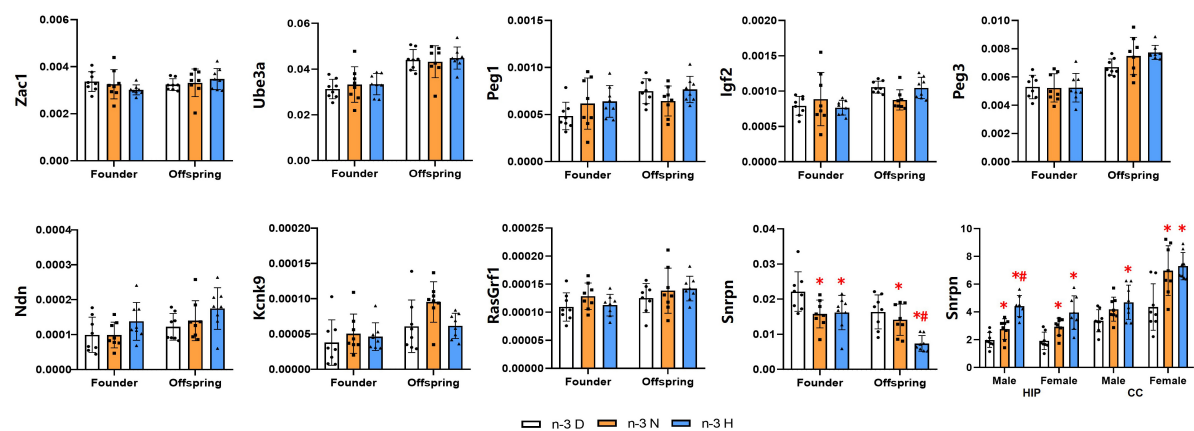 Zac1
0.006
0.004
0.002
0.000
Founder Offspring
Ube3a
0.06
0.04
0.02
0.00
Founder Offspring
Peg1
0.0015
0.0010
0.0005
0.0000
Founder Offspring
Igf2
0.0020
0.0015
0.0010
0.0005
0.0000
Founder Offspring
Peg3
0.010
0.008
0.006
0.004
0.002
0.000
Founder Offspring
Ndn
0.0004
0.0003
0.0002
0.0001
0.0000
Founder Offspring
Kcnk9
0.00020
0.00015
0.00010
0.00005
0.00000
Founder Offspring
RasGrf1
0.00025
0.00020
0.00015
0.00010
0.00005
0.00000
Founder Offspring
Snrpn
0.04
0.03
0.02
0.01
0.00
* * * *#
Founder Offspring
Snrpn
10
8
6
4
2
0
* *# * * * * *
Male Female Male Female
HIP CC
n-3 D n-3 N n-3 H